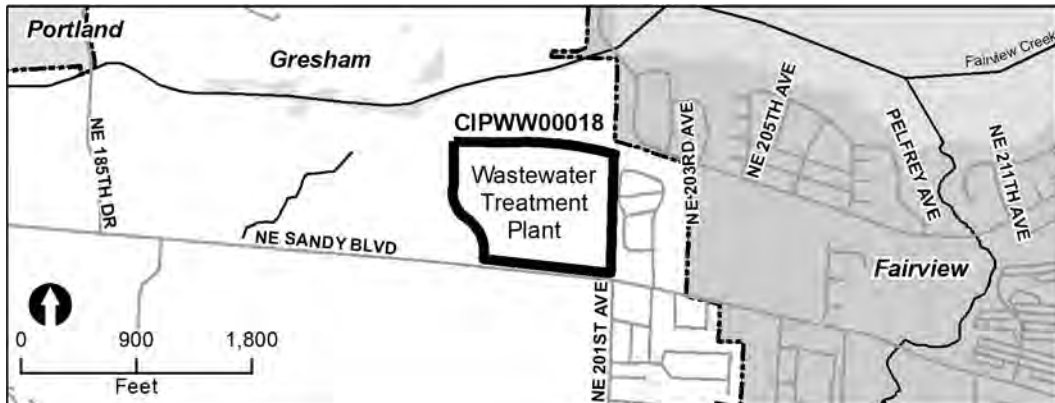 Portland
Gresham
Fairview Creek
CIPWW00018
NE 185TH DR
NE 203RD AVE
NE 205TH AVE
PELFREY AVE
NE 211TH AVE
Wastewater
Treatment
Plant
NE SANDY BLVD
Fairview
NE 201ST AVE
0 900 1,800
Feet